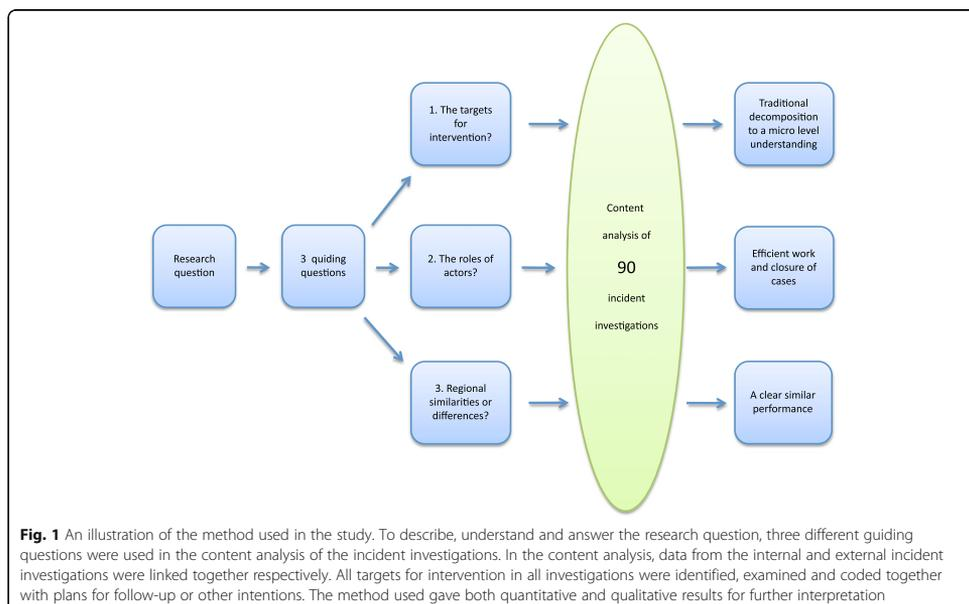 Research
question
3 quiding
questions
1. The targets
for
intervention?
2. The roles of
actors?
3. Regional
similarities or
differences?
Content
analysis of
90
incident
investigations
Traditional
decomposition
to a micro level
understanding
Efficient work
and closure of
cases
A clear similar
performance
Fig. 1 An illustration of the method used in the study. To describe, understand and answer the research question, three different guiding
questions were used in the content analysis of the incident investigations. In the content analysis, data from the internal and external incident
investigations were linked together respectively. All targets for intervention in all investigations were identified, examined and coded together
with plans for follow-up or other intentions. The method used gave both quantitative and qualitative results for further interpretation